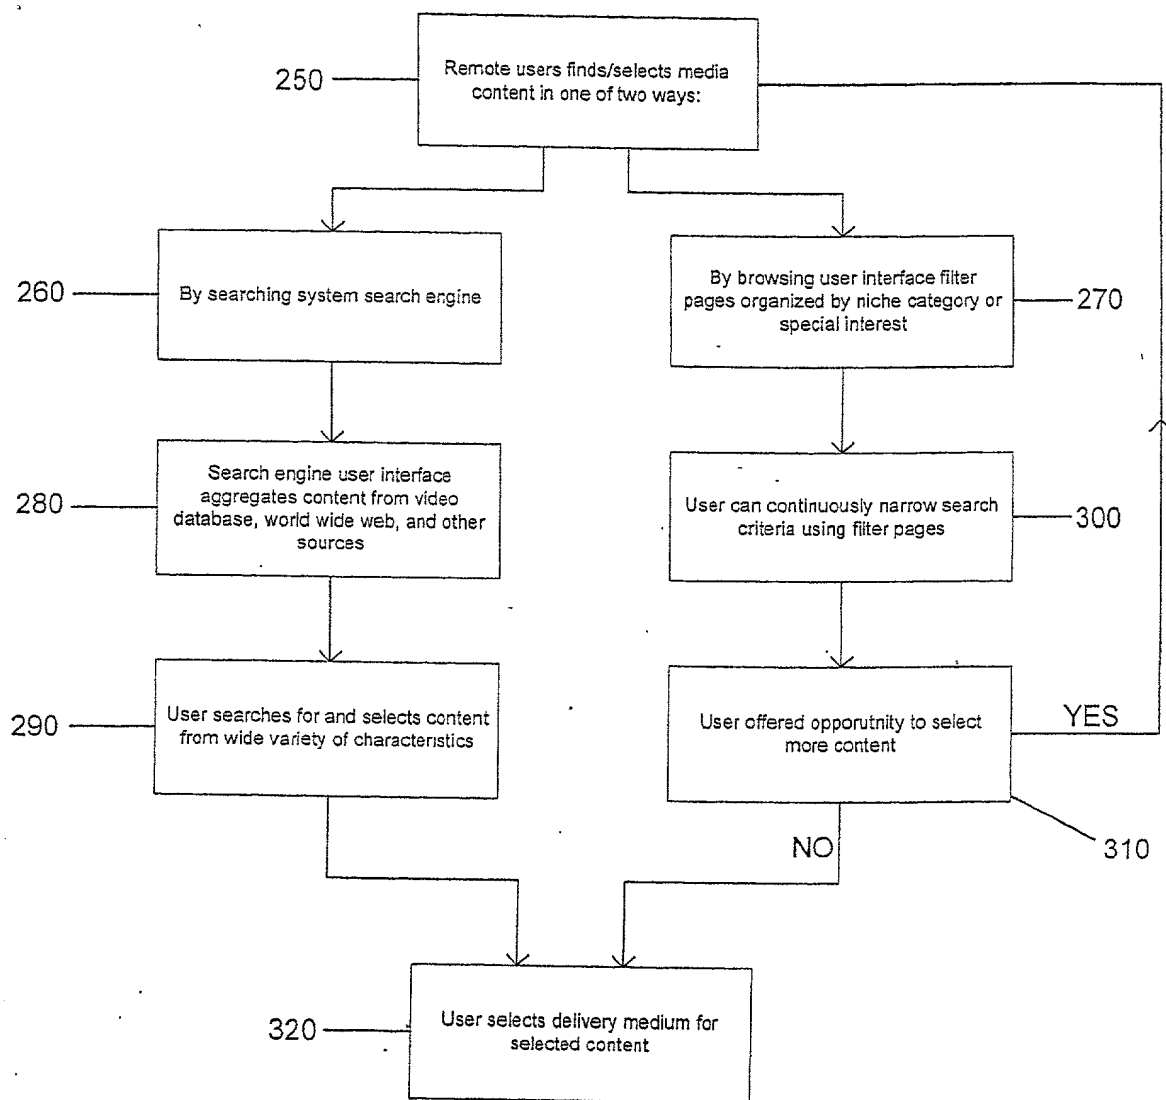 250
Remote users finds/selects media
content in one of two ways:
260
By searching system search engine
By browsing user interface filter
pages organized by niche category or
special interest
270
280
Search engine user interface
aggregates content from video
database, world wide web, and other
sources
User can continuously narrow search
criteria using filter pages
300
290
User searches for and selects content
from wide variety of characteristics
User offered opporutnity to select
more content
YES
310
NO
320
User selects delivery medium for
selected content